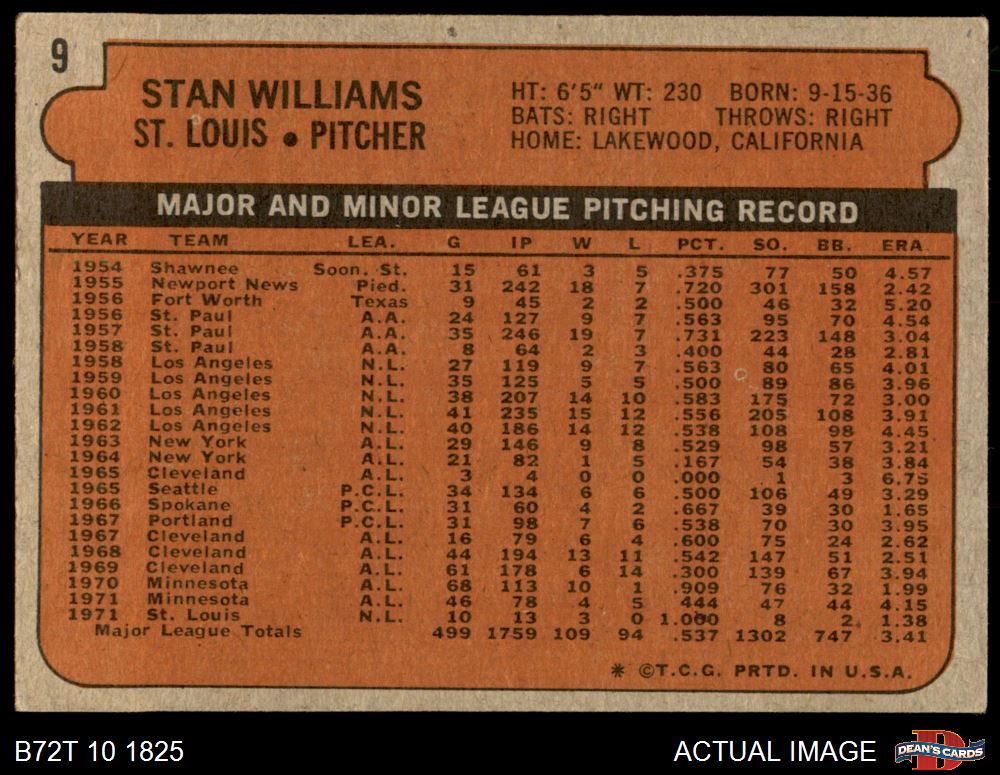 9
STAN WILLIAMS
ST. LOUIS • PITCHER
HT: 6'5" WT: 230 BORN: 9-15-36
BATS: RIGHT THROWS: RIGHT
HOME: LAKEWOOD, CALIFORNIA
MAJOR AND MINOR LEAGUE PITCHING RECORD
YEAR TEAM LEA. G IP W L PCT. SO. BB. ERA
1954 Shawnee Soon. St. 15 61 3 5 .375 77 50 4.57
1955 Newport News Pied. 31 242 18 7 .720 301 158 2.42
1956 Fort Worth Texas 9 45 2 2 .500 46 32 5.20
1956 St. Paul A.A. 24 127 9 7 .563 95 70 4.54
1957 St. Paul A.A. 35 246 19 7 .731 223 148 3.04
1958 St. Paul A.A. 8 64 2 3 .400 44 28 2.81
1958 Los Angeles N.L. 27 119 9 7 .563 80 65 4.01
1959 Los Angeles N.L. 35 125 5 5 .500 89 86 3.96
1960 Los Angeles N.L. 38 207 14 10 .583 175 72 3.00
1961 Los Angeles N.L. 41 235 15 12 .556 205 108 3.91
1962 Los Angeles N.L. 40 186 14 12 .538 108 98 4.45
1963 New York A.L. 29 146 9 8 .529 98 57 3.21
1964 New York A.L. 21 82 1 5 .167 54 38 3.84
1965 Cleveland A.L. 3 4 0 0 .000 1 3 6.75
1965 Seattle P.C.L. 34 134 6 6 .500 106 49 3.29
1966 Spokane P.C.L. 31 60 4 2 .667 39 30 1.65
1967 Portland P.C.L. 31 98 7 6 .538 70 30 3.95
1967 Cleveland A.L. 16 79 6 4 .600 75 24 2.62
1968 Cleveland A.L. 44 194 13 11 .542 147 51 2.51
1969 Cleveland A.L. 61 178 6 14 .300 139 67 3.94
1970 Minnesota A.L. 68 113 10 1 .909 76 32 1.99
1971 Minnesota A.L. 46 78 4 5 .444 47 44 4.15
1971 St. Louis N.L. 10 13 3 0 1.000 8 2 1.38
Major League Totals 499 1759 109 94 .537 1302 747 3.41
* ©T.C.G. PRTD. IN U.S.A.
B72T 10 1825 ACTUAL IMAGE
D
DEAN'S CARDS